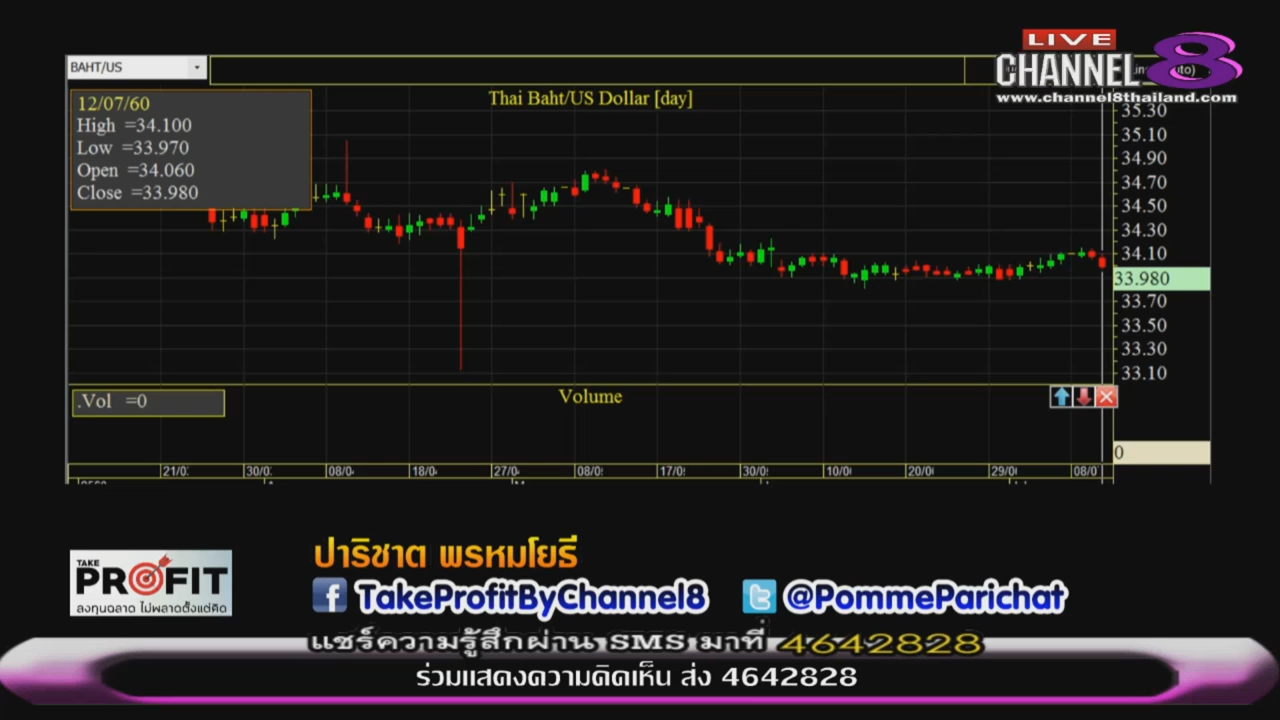 LIVE
CHANNEL 8
www.channel8thailand.com
BAHT/US
12/07/60
High =34.100
Low =33.970
Open =34.060
Close =33.980
Thai Baht/US Dollar [day]
35.30
35.10
34.90
34.70
34.50
34.30
34.10
33.980
33.70
33.50
33.30
33.10
.Vol =0
Volume
0
21/0 30/0 08/0 18/0 27/0 08/0 17/0 30/0 10/0 20/0 29/0 08/0
TAKE
PROFIT
ลงทุนฉลาด ไม่พลาดตั้งแต่คิด
ปาริชาต พรหมโยธี
TakeProfitByChannel8
@PommeParichat
แชร์ความรู้สึกผ่าน SMS มาที่ 4642828
ร่วมแสดงความคิดเห็น ส่ง 4642828